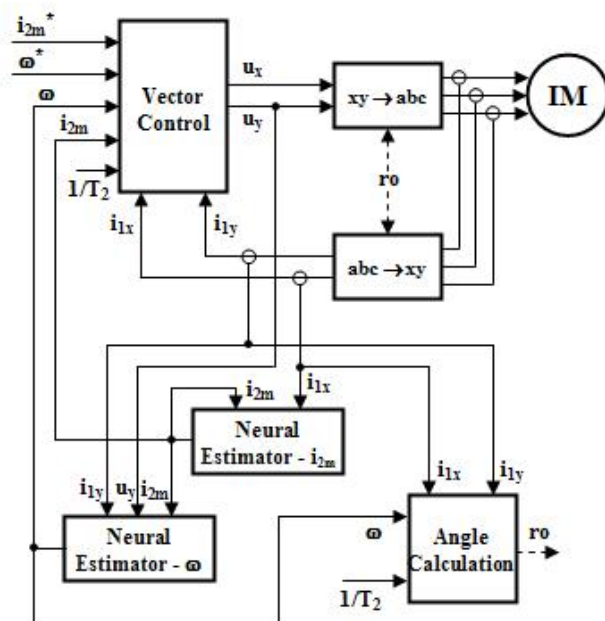 i2m*
ω*
ω
i2m
1/T2
Vector
Control
ux
uy
xy → abc
IM
ro
i1x
i1y
abc → xy
i2m
i1x
Neural
Estimator - i2m
i1y
uy
i2m
Neural
Estimator - ω
i1x
i1y
ω
Angle
Calculation
ro
1/T2